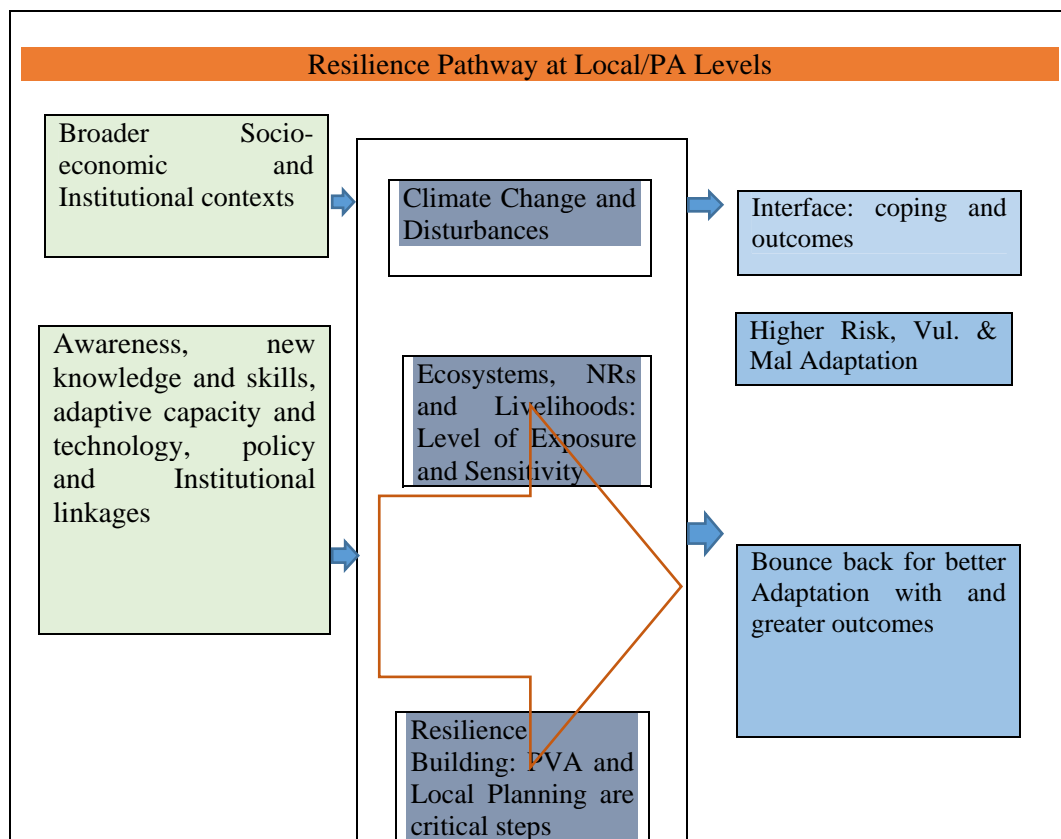 Resilience Pathway at Local/PA Levels
Broader Socio-
economic and
Institutional contexts
Awareness, new
knowledge and skills,
adaptive capacity and
technology, policy
and Institutional
linkages
Climate Change and
Disturbances
Ecosystems, NRs
and Livelihoods:
Level of Exposure
and Sensitivity
Resilience
Building: PVA and
Local Planning are
critical steps
Interface: coping and
outcomes
Higher Risk, Vul. &
Mal Adaptation
Bounce back for better
Adaptation with and
greater outcomes